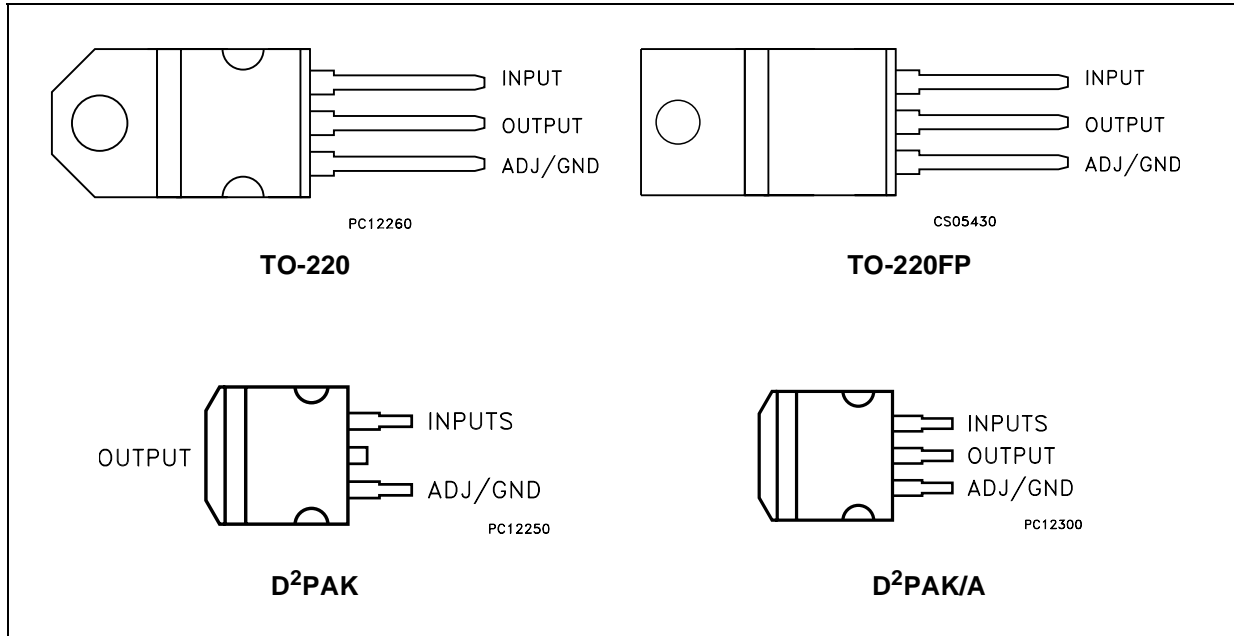 INPUT
OUTPUT
ADJ/GND
PC12260
TO-220
INPUT
OUTPUT
ADJ/GND
CS05430
TO-220FP
OUTPUT
INPUTS
ADJ/GND
PC12250
D²PAK
INPUTS
OUTPUT
ADJ/GND
PC12300
D²PAK/A